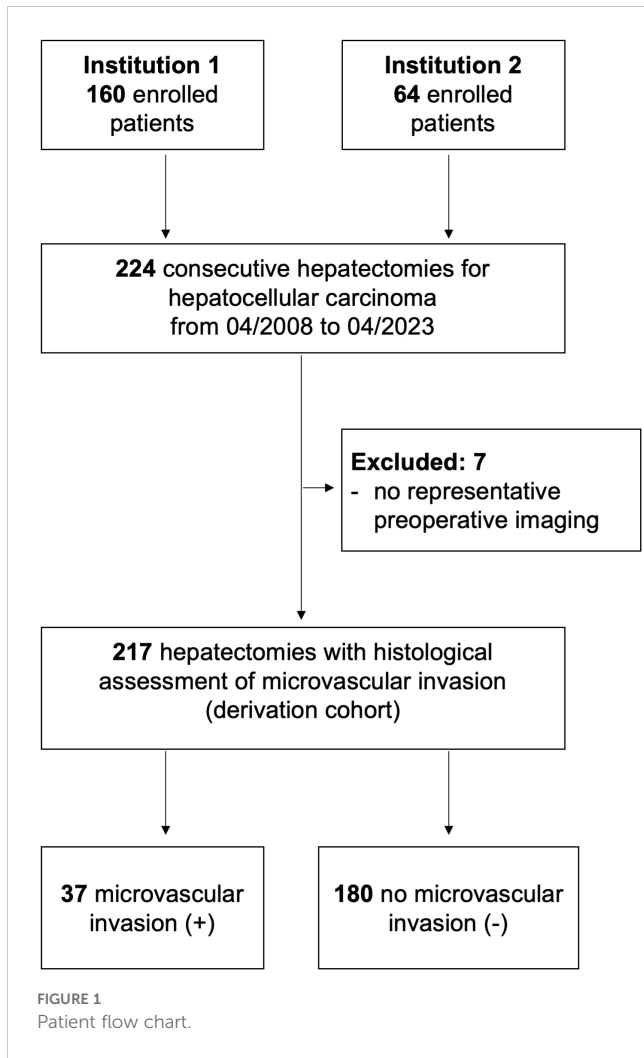 Institution 1
160 enrolled
patients
Institution 2
64 enrolled
patients
224 consecutive hepatectomies for
hepatocellular carcinoma
from 04/2008 to 04/2023
Excluded: 7
- no representative
preoperative imaging
217 hepatectomies with histological
assessment of microvascular invasion
(derivation cohort)
37 microvascular
invasion (+)
180 no microvascular
invasion (-)
FIGURE 1
Patient flow chart.